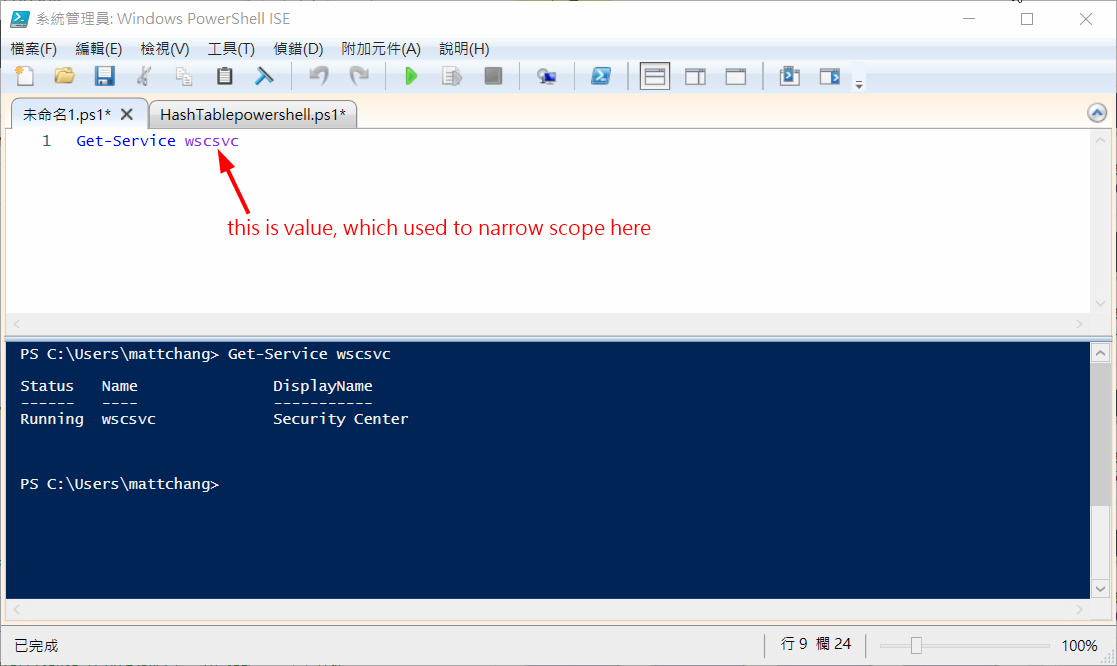 系統管理員: Windows PowerShell ISE
檔案(F) 編輯(E) 檢視(V) 工具(T) 偵錯(D) 附加元件(A) 說明(H)
未命名1.ps1* HashTablepowershell.ps1*
1 Get-Service wscsvc
this is value, which used to narrow scope here
PS C:\Users\mattchang> Get-Service wscsvc
Status Name DisplayName
------ ---- -----------
Running wscsvc Security Center
PS C:\Users\mattchang>
已完成 行 9 欄 24 100%